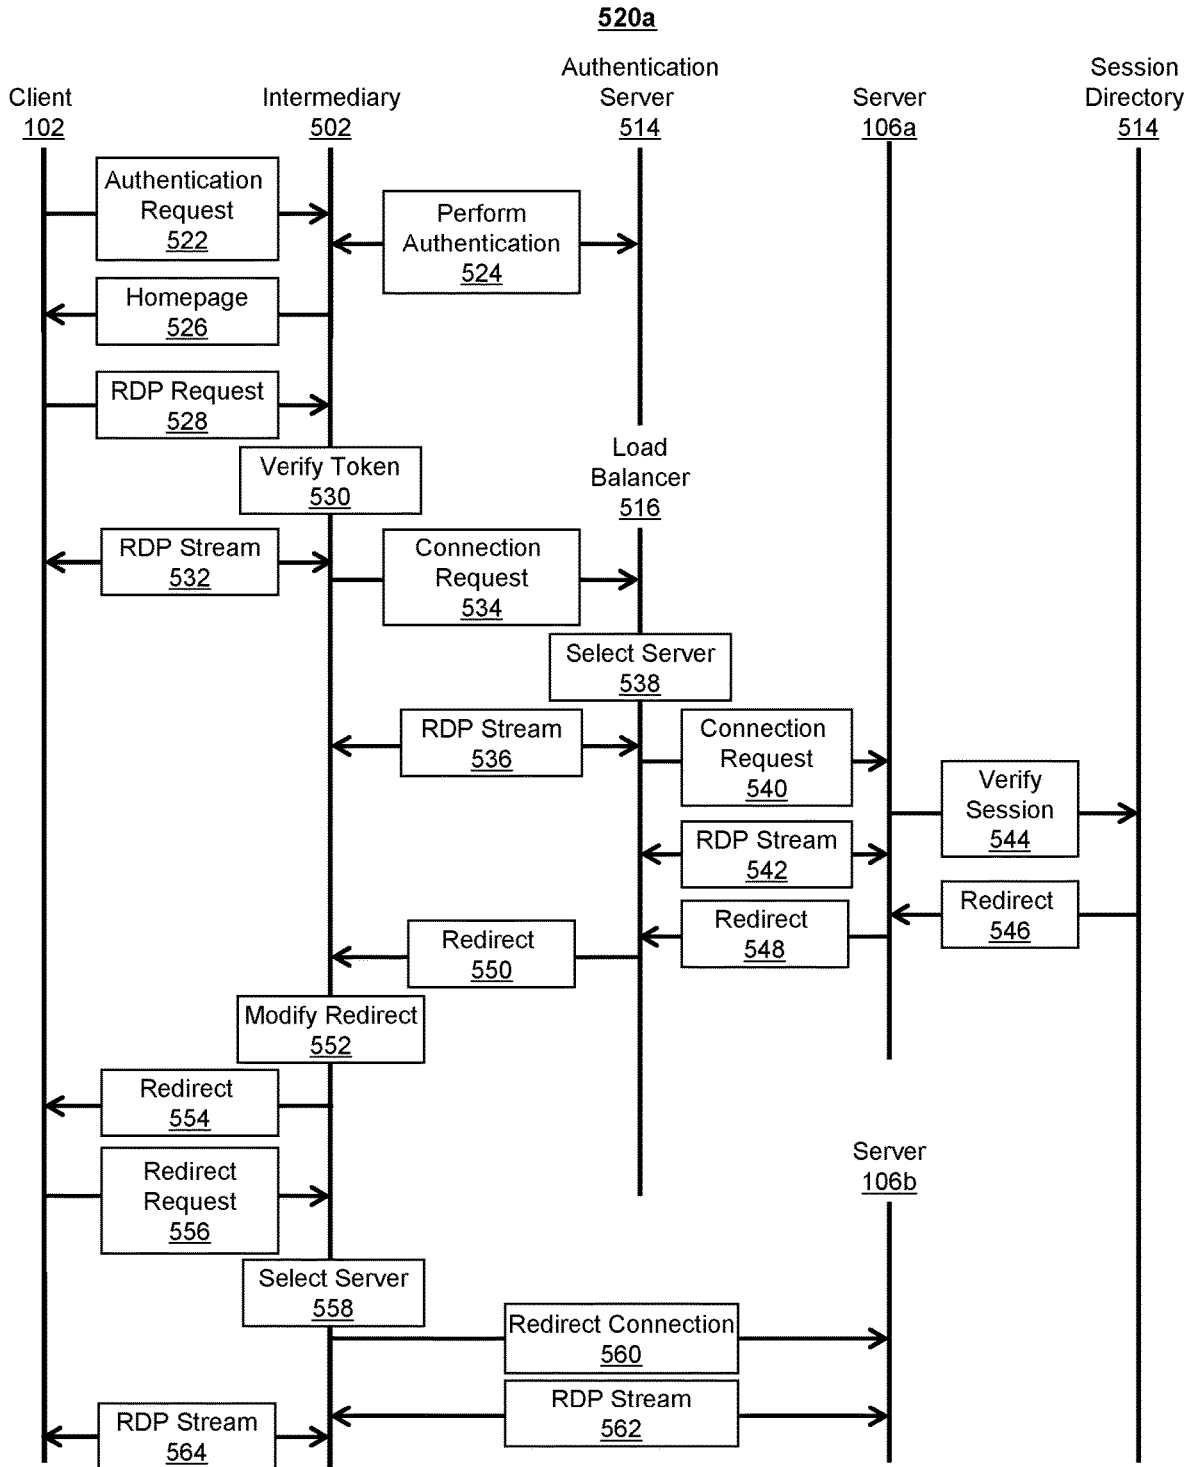 520a
Client
102
Intermediary
502
Authentication
Server
514
Server
106a
Session
Directory
514
Authentication
Request
522
Perform
Authentication
524
Homepage
526
RDP Request
528
Verify Token
530
Load
Balancer
516
RDP Stream
532
Connection
Request
534
Select Server
538
RDP Stream
536
Connection
Request
540
Verify
Session
544
RDP Stream
542
Redirect
546
Redirect
548
Redirect
550
Modify Redirect
552
Redirect
554
Server
106b
Redirect
Request
556
Select Server
558
Redirect Connection
560
RDP Stream
562
RDP Stream
564